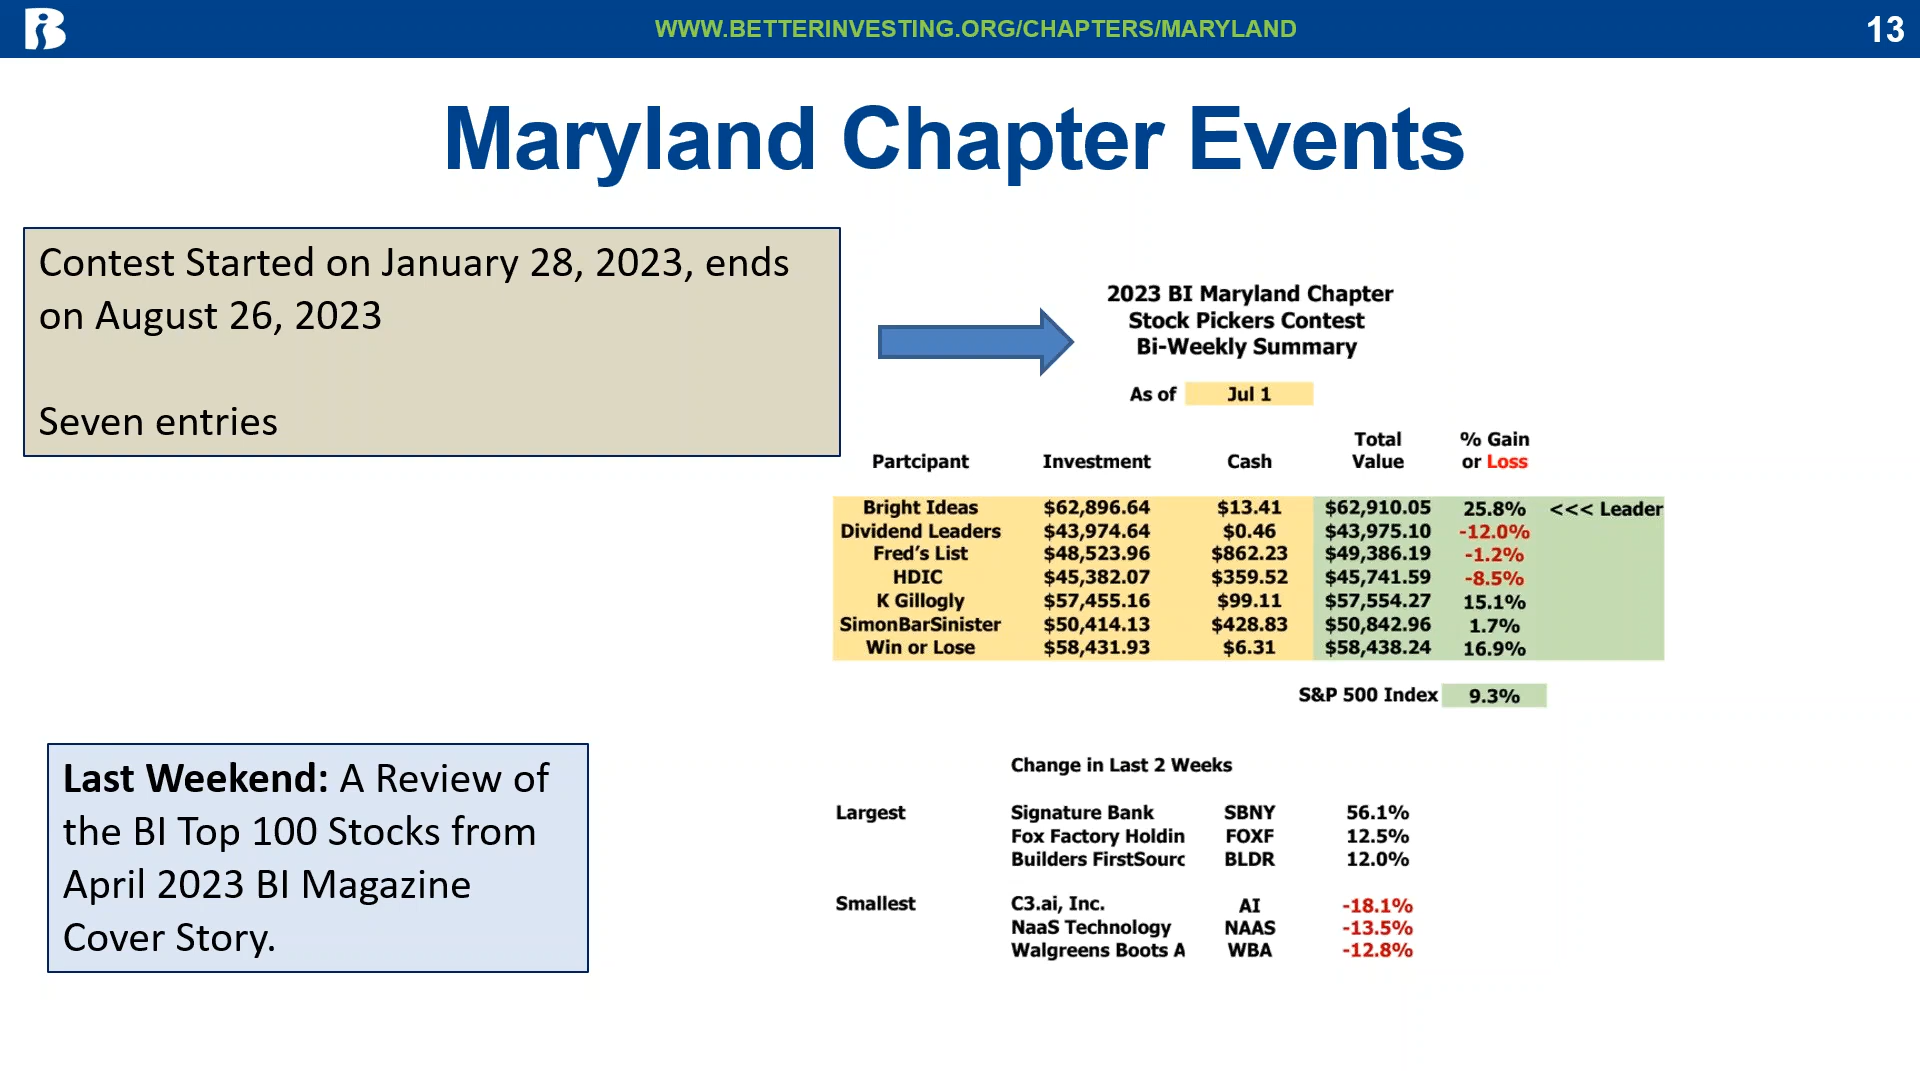 WWW.BETTERINVESTING.ORG/CHAPTERS/MARYLAND
13
Maryland Chapter Events
Contest Started on January 28, 2023, ends
on August 26, 2023
Seven entries
2023 BI Maryland Chapter
Stock Pickers Contest
Bi-Weekly Summary
As of Jul 1
Total % Gain
Partcipant Investment Cash Value or Loss
Bright Ideas $62,896.64 $13.41 $62,910.05 25.8% <<< Leader
Dividend Leaders $43,974.64 $0.46 $43,975.10 -12.0%
Fred's List $48,523.96 $862.23 $49,386.19 -1.2%
HDIC $45,382.07 $359.52 $45,741.59 -8.5%
K Gillogly $57,455.16 $99.11 $57,554.27 15.1%
SimonBarSinister $50,414.13 $428.83 $50,842.96 1.7%
Win or Lose $58,431.93 $6.31 $58,438.24 16.9%
S&P 500 Index 9.3%
Last Weekend: A Review of
the BI Top 100 Stocks from
April 2023 BI Magazine
Cover Story.
Change in Last 2 Weeks
Largest Signature Bank SBNY 56.1%
Fox Factory Holdin FOXF 12.5%
Builders FirstSourc BLDR 12.0%
Smallest C3.ai, Inc. AI -18.1%
NaaS Technology NAAS -13.5%
Walgreens Boots A WBA -12.8%